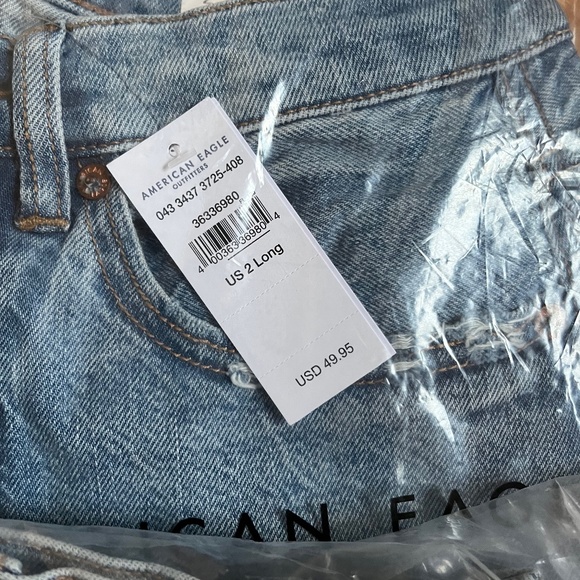 AMERICAN EAGLE
OUTFITTERS
043 3437 3725-408
36336980
4 00363 36980 4
US 2 Long
USD 49.95
ICAN EAG